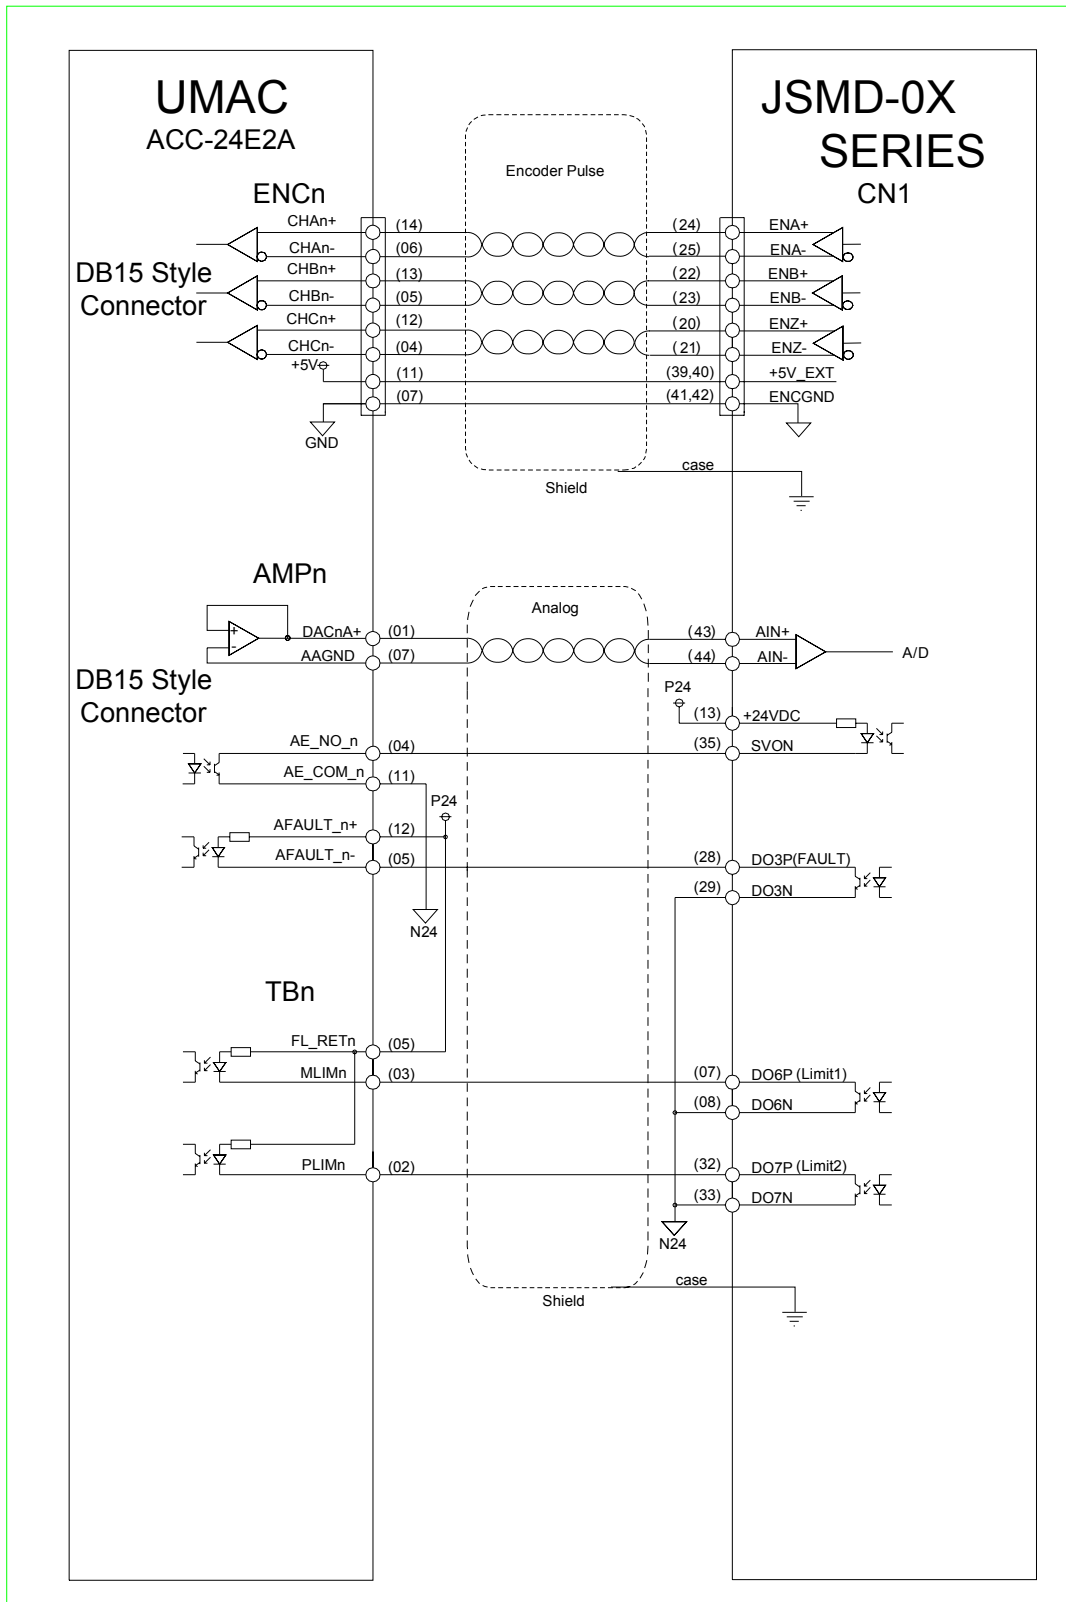 UMAC
ACC-24E2A
JSMD-0X
SERIES
CN1
Encoder Pulse
ENCn
DB15 Style
Connector
CHAn+ (14) (24) ENA+
CHAn- (06) (25) ENA-
CHBn+ (13) (22) ENB+
CHBn- (05) (23) ENB-
CHCn+ (12) (20) ENZ+
CHCn- (04) (21) ENZ-
+5V (11) (39,40) +5V_EXT
(07) (41,42) ENCGND
GND
case
Shield
AMPn
DB15 Style
Connector
Analog
+
-
DACnA+ (01) (43) AIN+
AAGND (07) (44) AIN-
A/D
P24
(13) +24VDC
AE_NO_n (04) (35) SVON
AE_COM_n (11)
P24
AFAULT_n+ (12)
AFAULT_n- (05) (28) DO3P(FAULT)
(29) DO3N
N24
TBn
FL_RETn (05)
MLIMn (03) (07) DO6P (Limit1)
(08) DO6N
PLIMn (02) (32) DO7P (Limit2)
(33) DO7N
N24
case
Shield